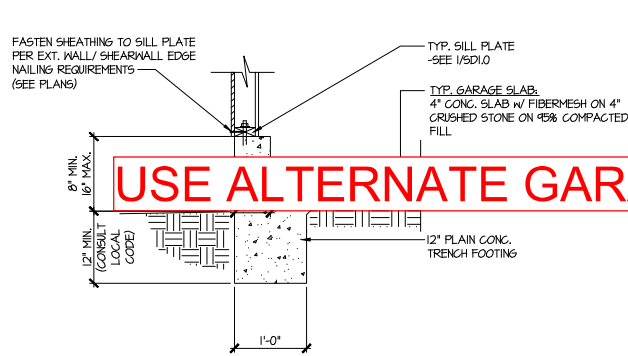 FASTEN SHEATHING TO SILL PLATE
PER EXT. WALL/ SHEARWALL EDGE
NAILING REQUIREMENTS
(SEE PLANS)
TYP. SILL PLATE
-SEE 1/SD1.0
TYP. GARAGE SLAB:
4" CONC. SLAB W/ FIBERMESH ON 4"
CRUSHED STONE ON 95% COMPACTED
FILL
8" MIN.
16" MAX.
USE ALTERNATE GAR
12" MIN.
(CONSULT
LOCAL
CODE)
12" PLAIN CONC.
TRENCH FOOTING
1'-0"